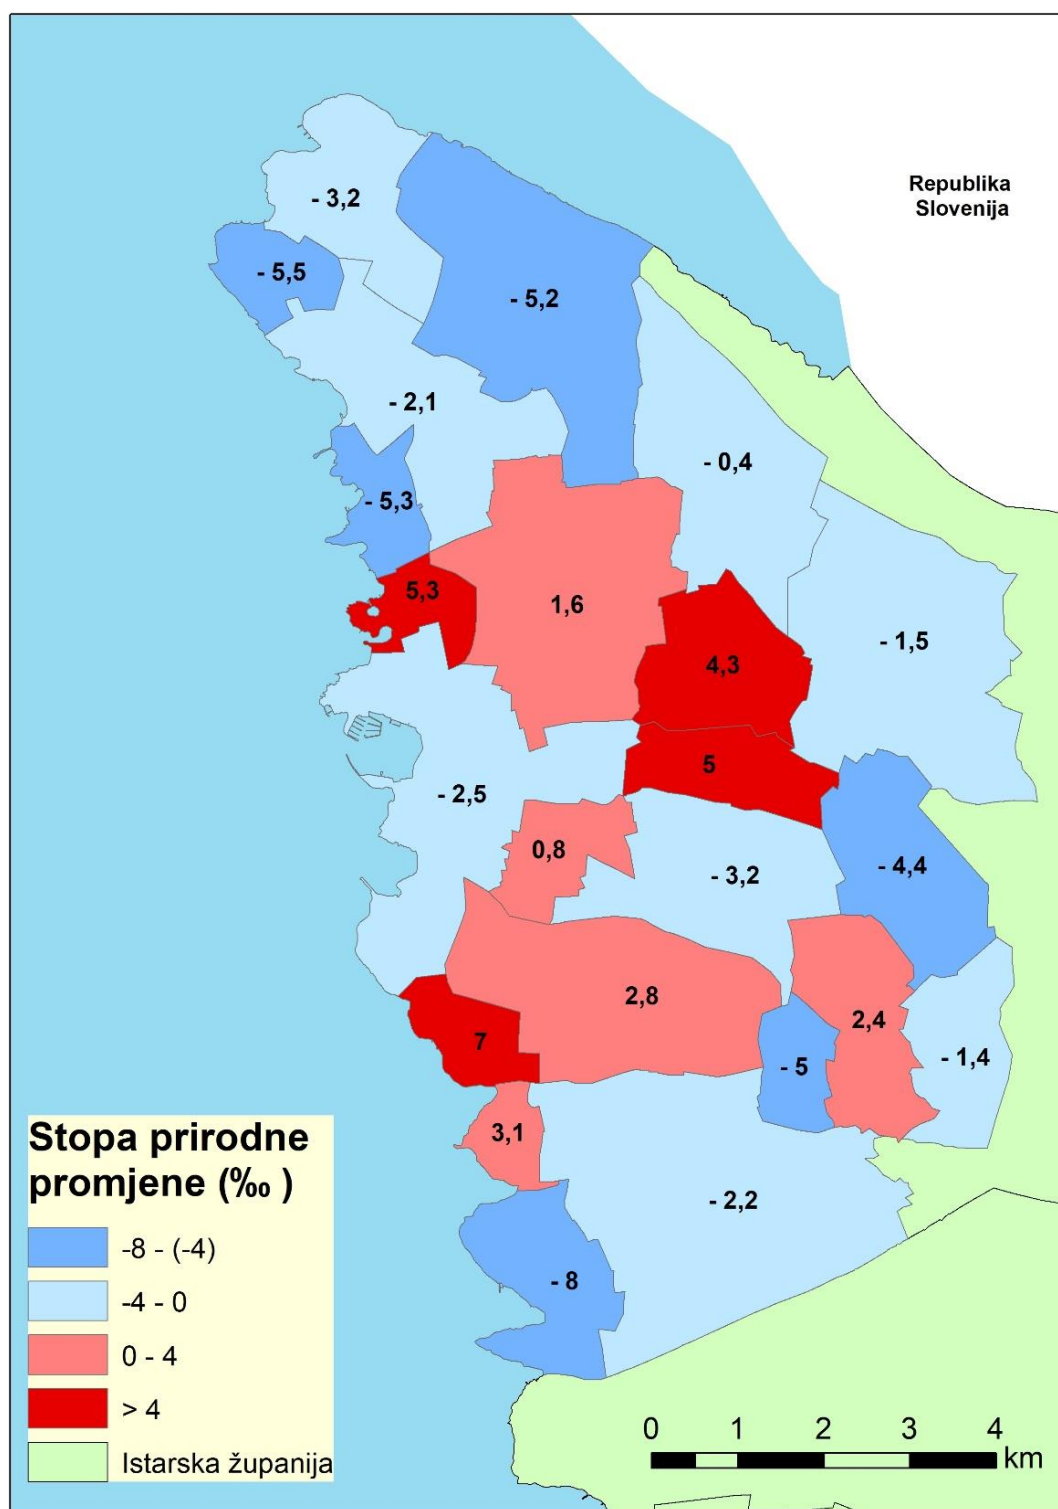 Republika
Slovenija
- 3,2
- 5,5
- 5,2
- 2,1
- 0,4
- 5,3
5,3
1,6
- 1,5
4,3
5
- 2,5
0,8
- 3,2
- 4,4
2,8
2,4
7
- 5
- 1,4
3,1
- 2,2
- 8
Stopa prirodne
promjene (‰ )
-8 - (-4)
-4 - 0
0 - 4
> 4
Istarska županija
0 1 2 3 4
km